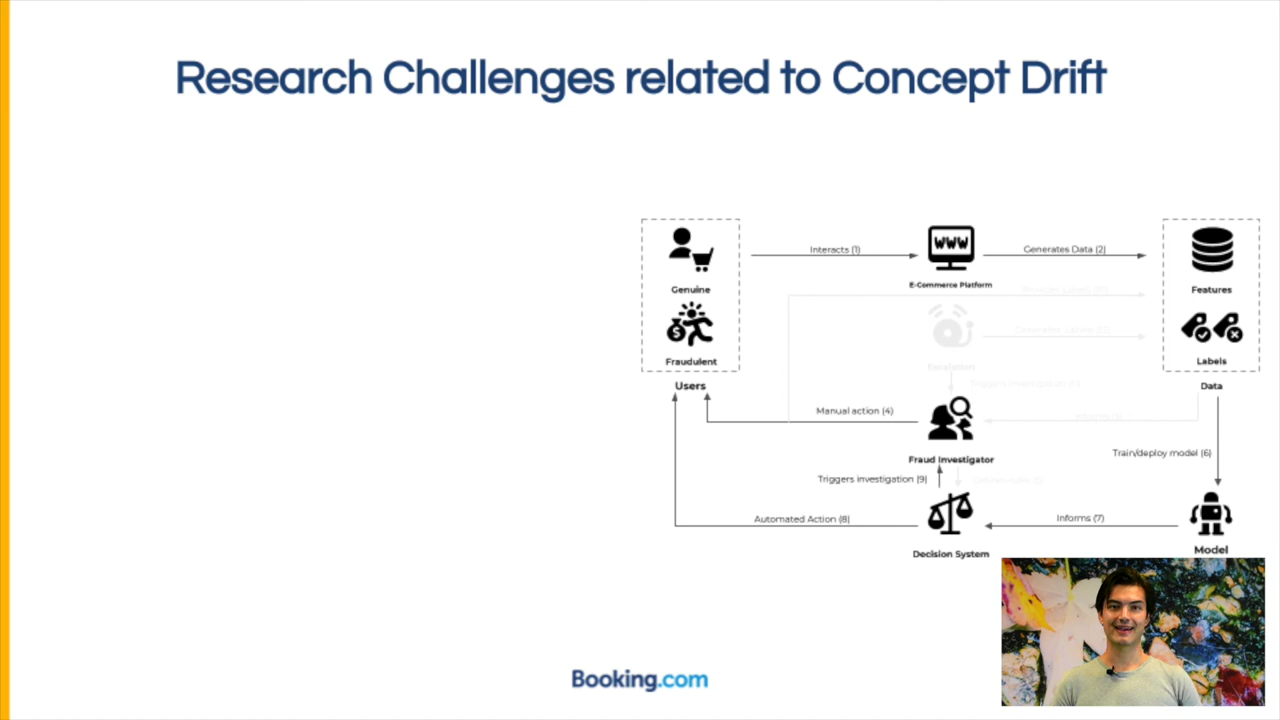 Research Challenges related to Concept Drift
Interacts (1)
WWW
Generates Data (2)
Genuine
E-Commerce Platform
Features
$
Fraudulent
Labels
Users
Data
Manual action (4)
Fraud Investigator
Train/deploy model (6)
Triggers investigation (9)
Automated Action (8)
Informs (7)
Decision System
Model
Booking.com